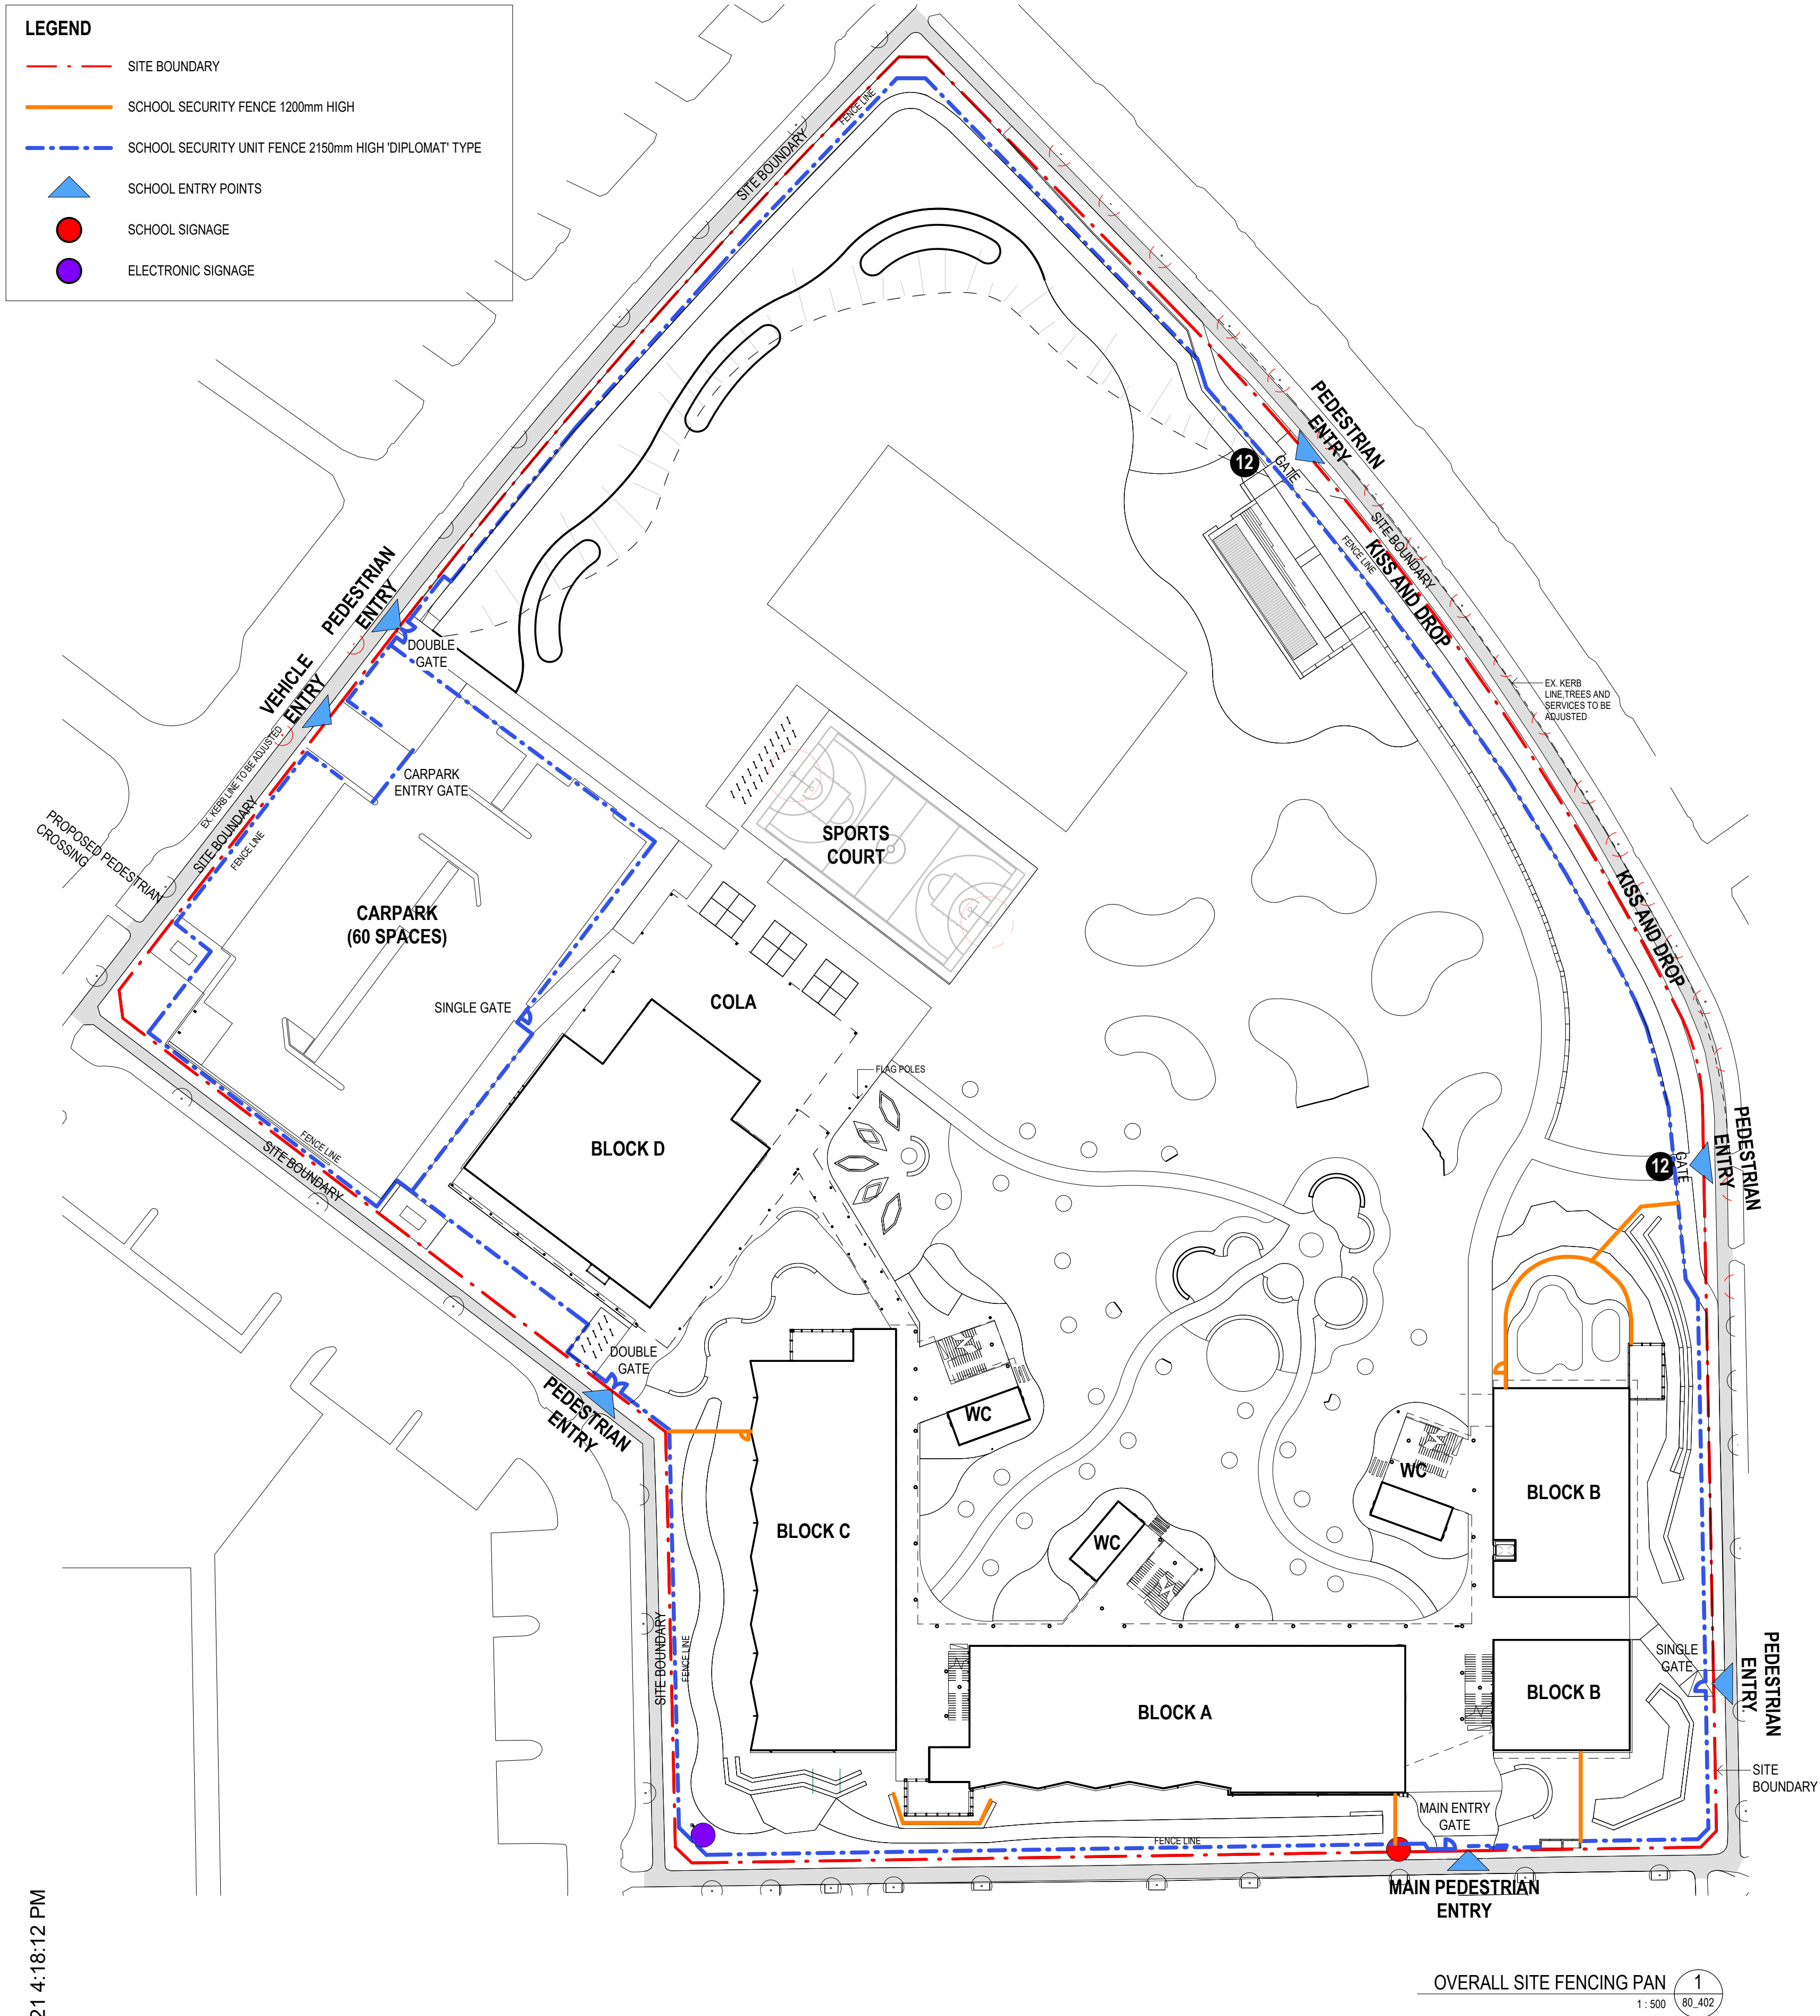 LEGEND
SITE BOUNDARY
SCHOOL SECURITY FENCE 1200mm HIGH
SCHOOL SECURITY UNIT FENCE 2150mm HIGH 'DIPLOMAT' TYPE
SCHOOL ENTRY POINTS
SCHOOL SIGNAGE
ELECTRONIC SIGNAGE
FENCE LINE
SITE BOUNDARY
PEDESTRIAN
ENTRY
12
GATE
SITE BOUNDARY
FENCE LINE
KISS AND DROP
PEDESTRIAN
ENTRY
DOUBLE
GATE
VEHICLE
ENTRY
EX. KERB
LINE,TREES AND
SERVICES TO BE
ADJUSTED
EX. KERB LINE TO BE ADJUSTED
CARPARK
ENTRY GATE
SITE BOUNDARY
FENCE LINE
PROPOSED PEDESTRIAN
CROSSING
SPORTS
COURT
KISS AND DROP
CARPARK
(60 SPACES)
SINGLE GATE
COLA
FLAG POLES
BLOCK D
FENCE LINE
SITE BOUNDARY
PEDESTRIAN
ENTRY
GATE
12
DOUBLE
GATE
PEDESTRIAN
ENTRY
WC
WC
WC
BLOCK B
BLOCK C
SITE BOUNDARY
FENCE LINE
SINGLE
GATE
PEDESTRIAN
ENTRY
BLOCK B
BLOCK A
SITE
BOUNDARY
MAIN ENTRY
GATE
FENCE LINE
MAIN PEDESTRIAN
ENTRY
21 4:18:12 PM
OVERALL SITE FENCING PAN
1
1 : 500
80_402